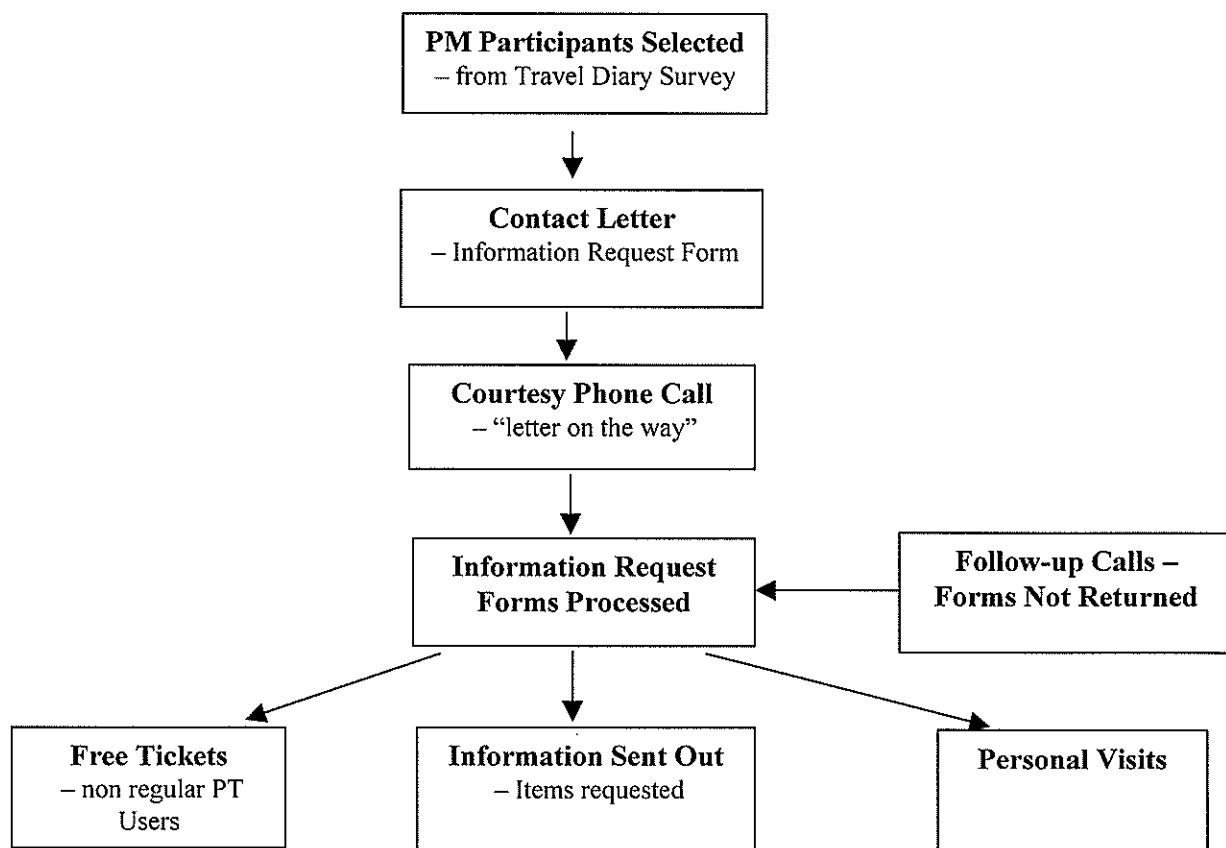 PM Participants Selected
– from Travel Diary Survey
Contact Letter
– Information Request Form
Courtesy Phone Call
– “letter on the way”
Information Request
Forms Processed
Follow-up Calls –
Forms Not Returned
Free Tickets
– non regular PT
Users
Information Sent Out
– Items requested
Personal Visits